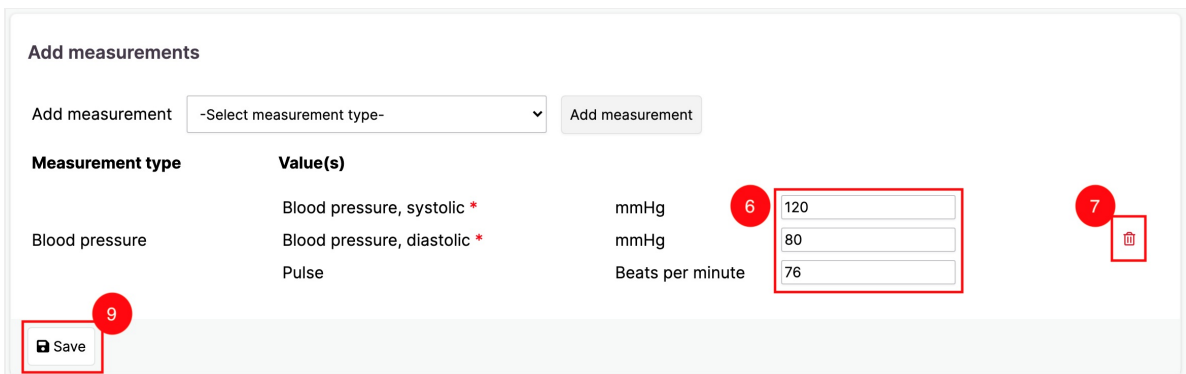 Add measurements
Add measurement -Select measurement type- Add measurement
Measurement type Value(s)
Blood pressure, systolic * mmHg 6 120 7
Blood pressure Blood pressure, diastolic * mmHg 80
Pulse Beats per minute 76
9
Save